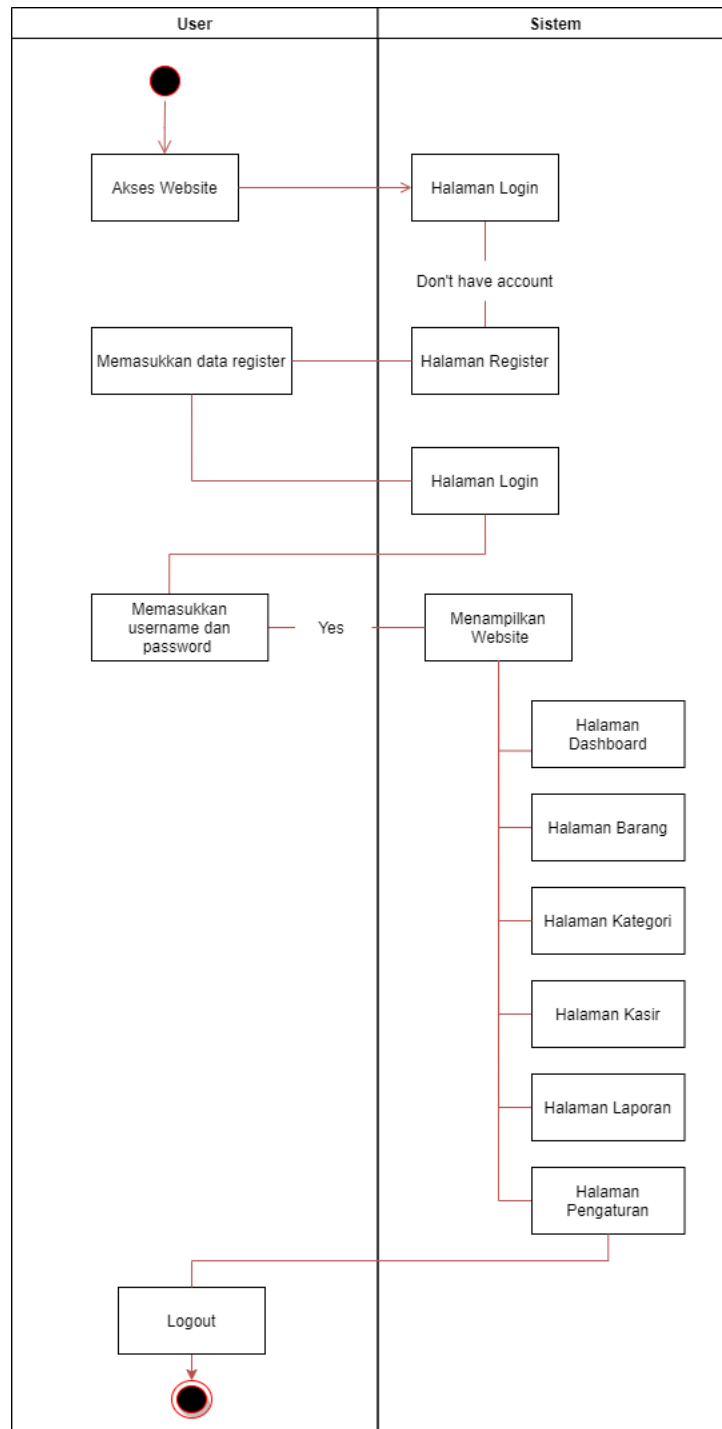 User
Sistem
Akses Website
Halaman Login
Don't have account
Memasukkan data register
Halaman Register
Halaman Login
Memasukkan
username dan
password
Yes
Menampilkan
Website
Halaman
Dashboard
Halaman Barang
Halaman Kategori
Halaman Kasir
Halaman Laporan
Halaman
Pengaturan
Logout